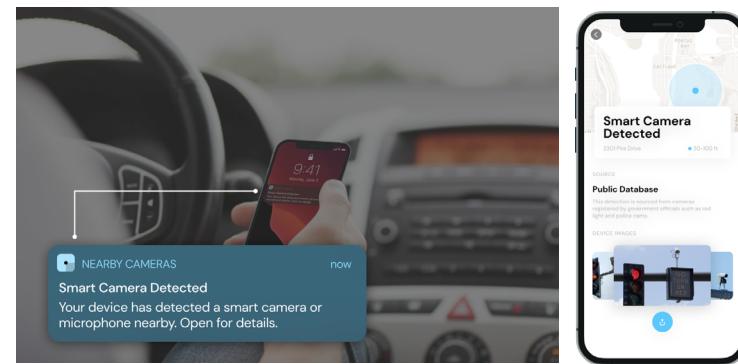 9:41
NEARBY CAMERAS
now
Smart Camera Detected
Your device has detected a smart camera or
microphone nearby. Open for details.
Smart Camera
Detected
2301 Pike Drive
50-100 ft
SOURCE
Public Database
This detection is sourced from cameras
registered by government officials such as red
light and police cams.
DEVICE IMAGES